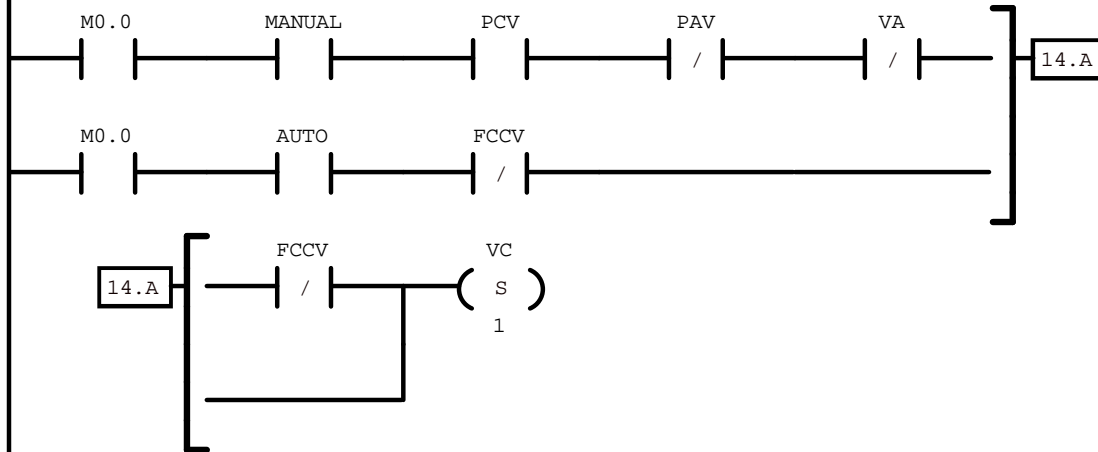 M0.0 MANUAL PCV PAV VA
/ / 14.A
M0.0 AUTO FCCV
/
FCCV VC
14.A / S
1